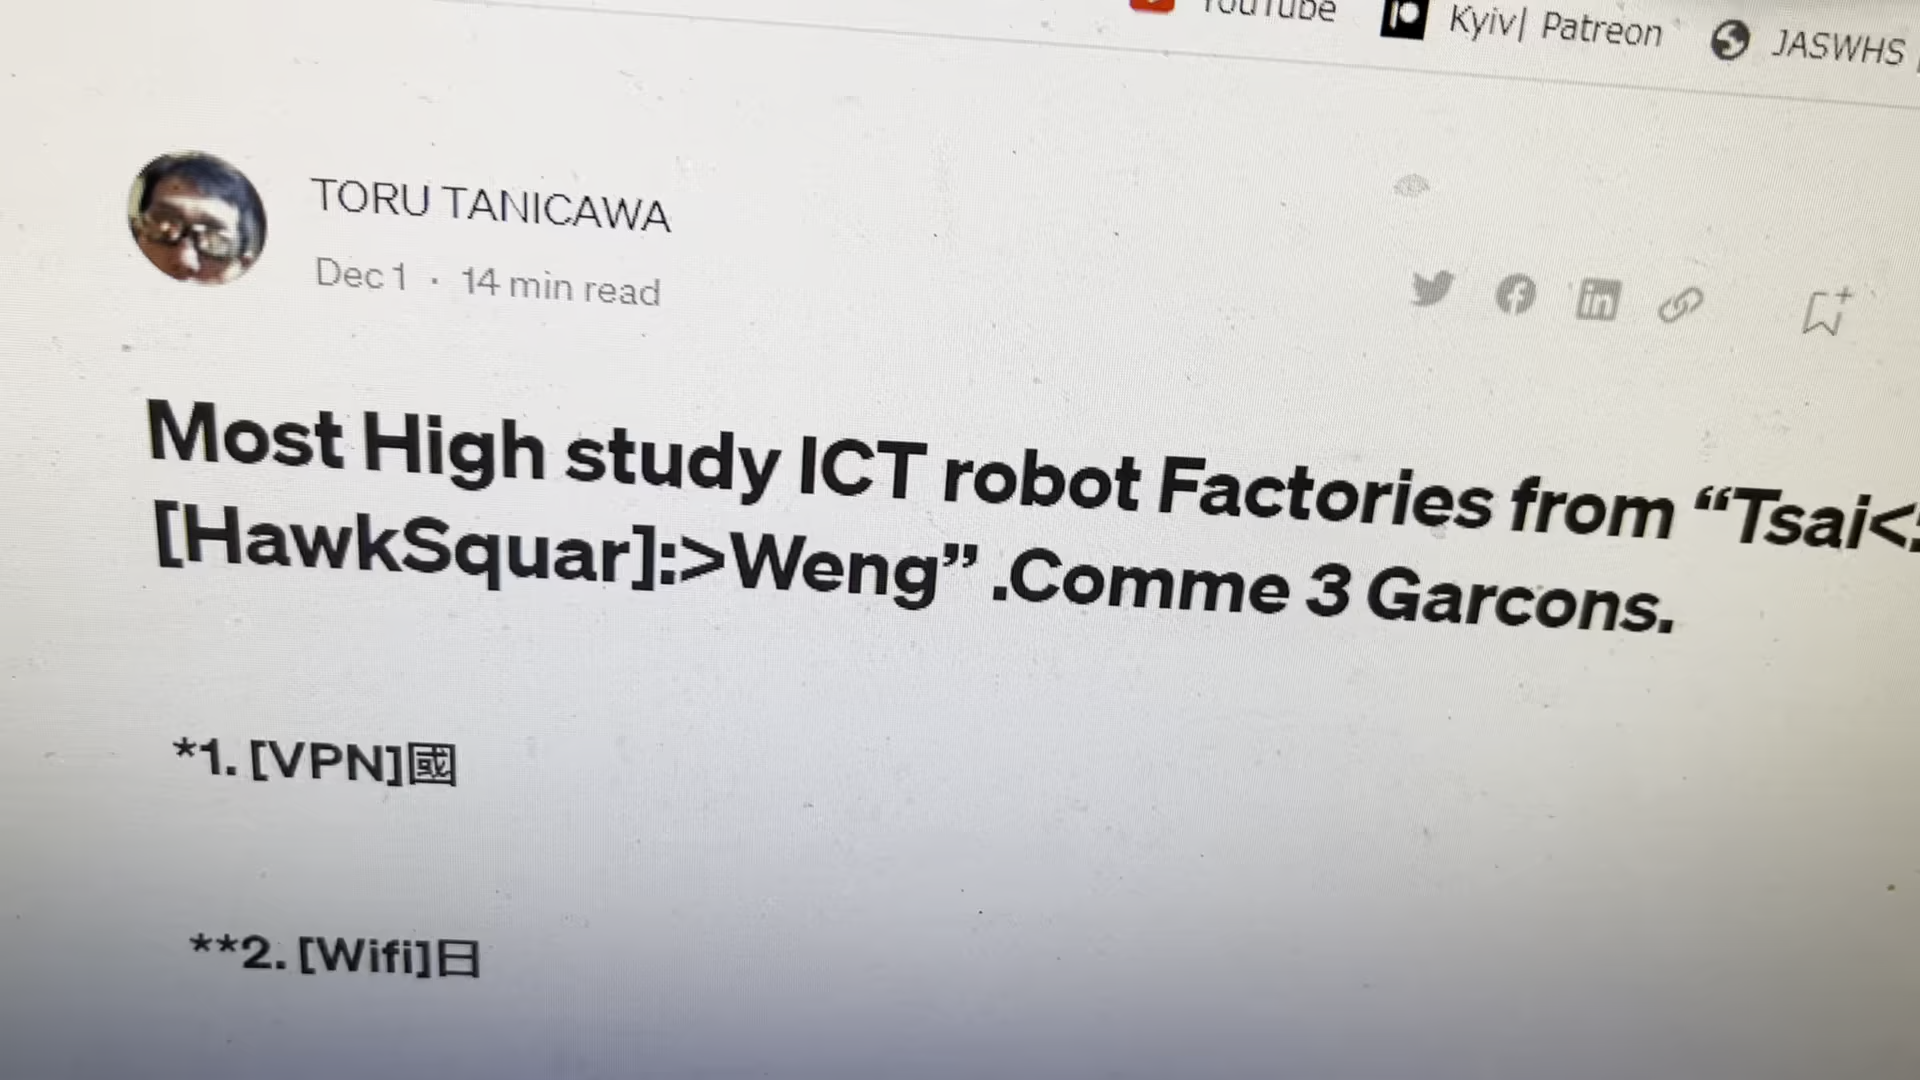 YouTube
Kyiv| Patreon
JASWHS
TORU TANICAWA
Dec 1 · 14 min read
Most High study ICT robot Factories from “Tsai<:
[HawkSquar]:>Weng” .Comme 3 Garcons.
*1. [VPN]國
**2. [Wifi]日